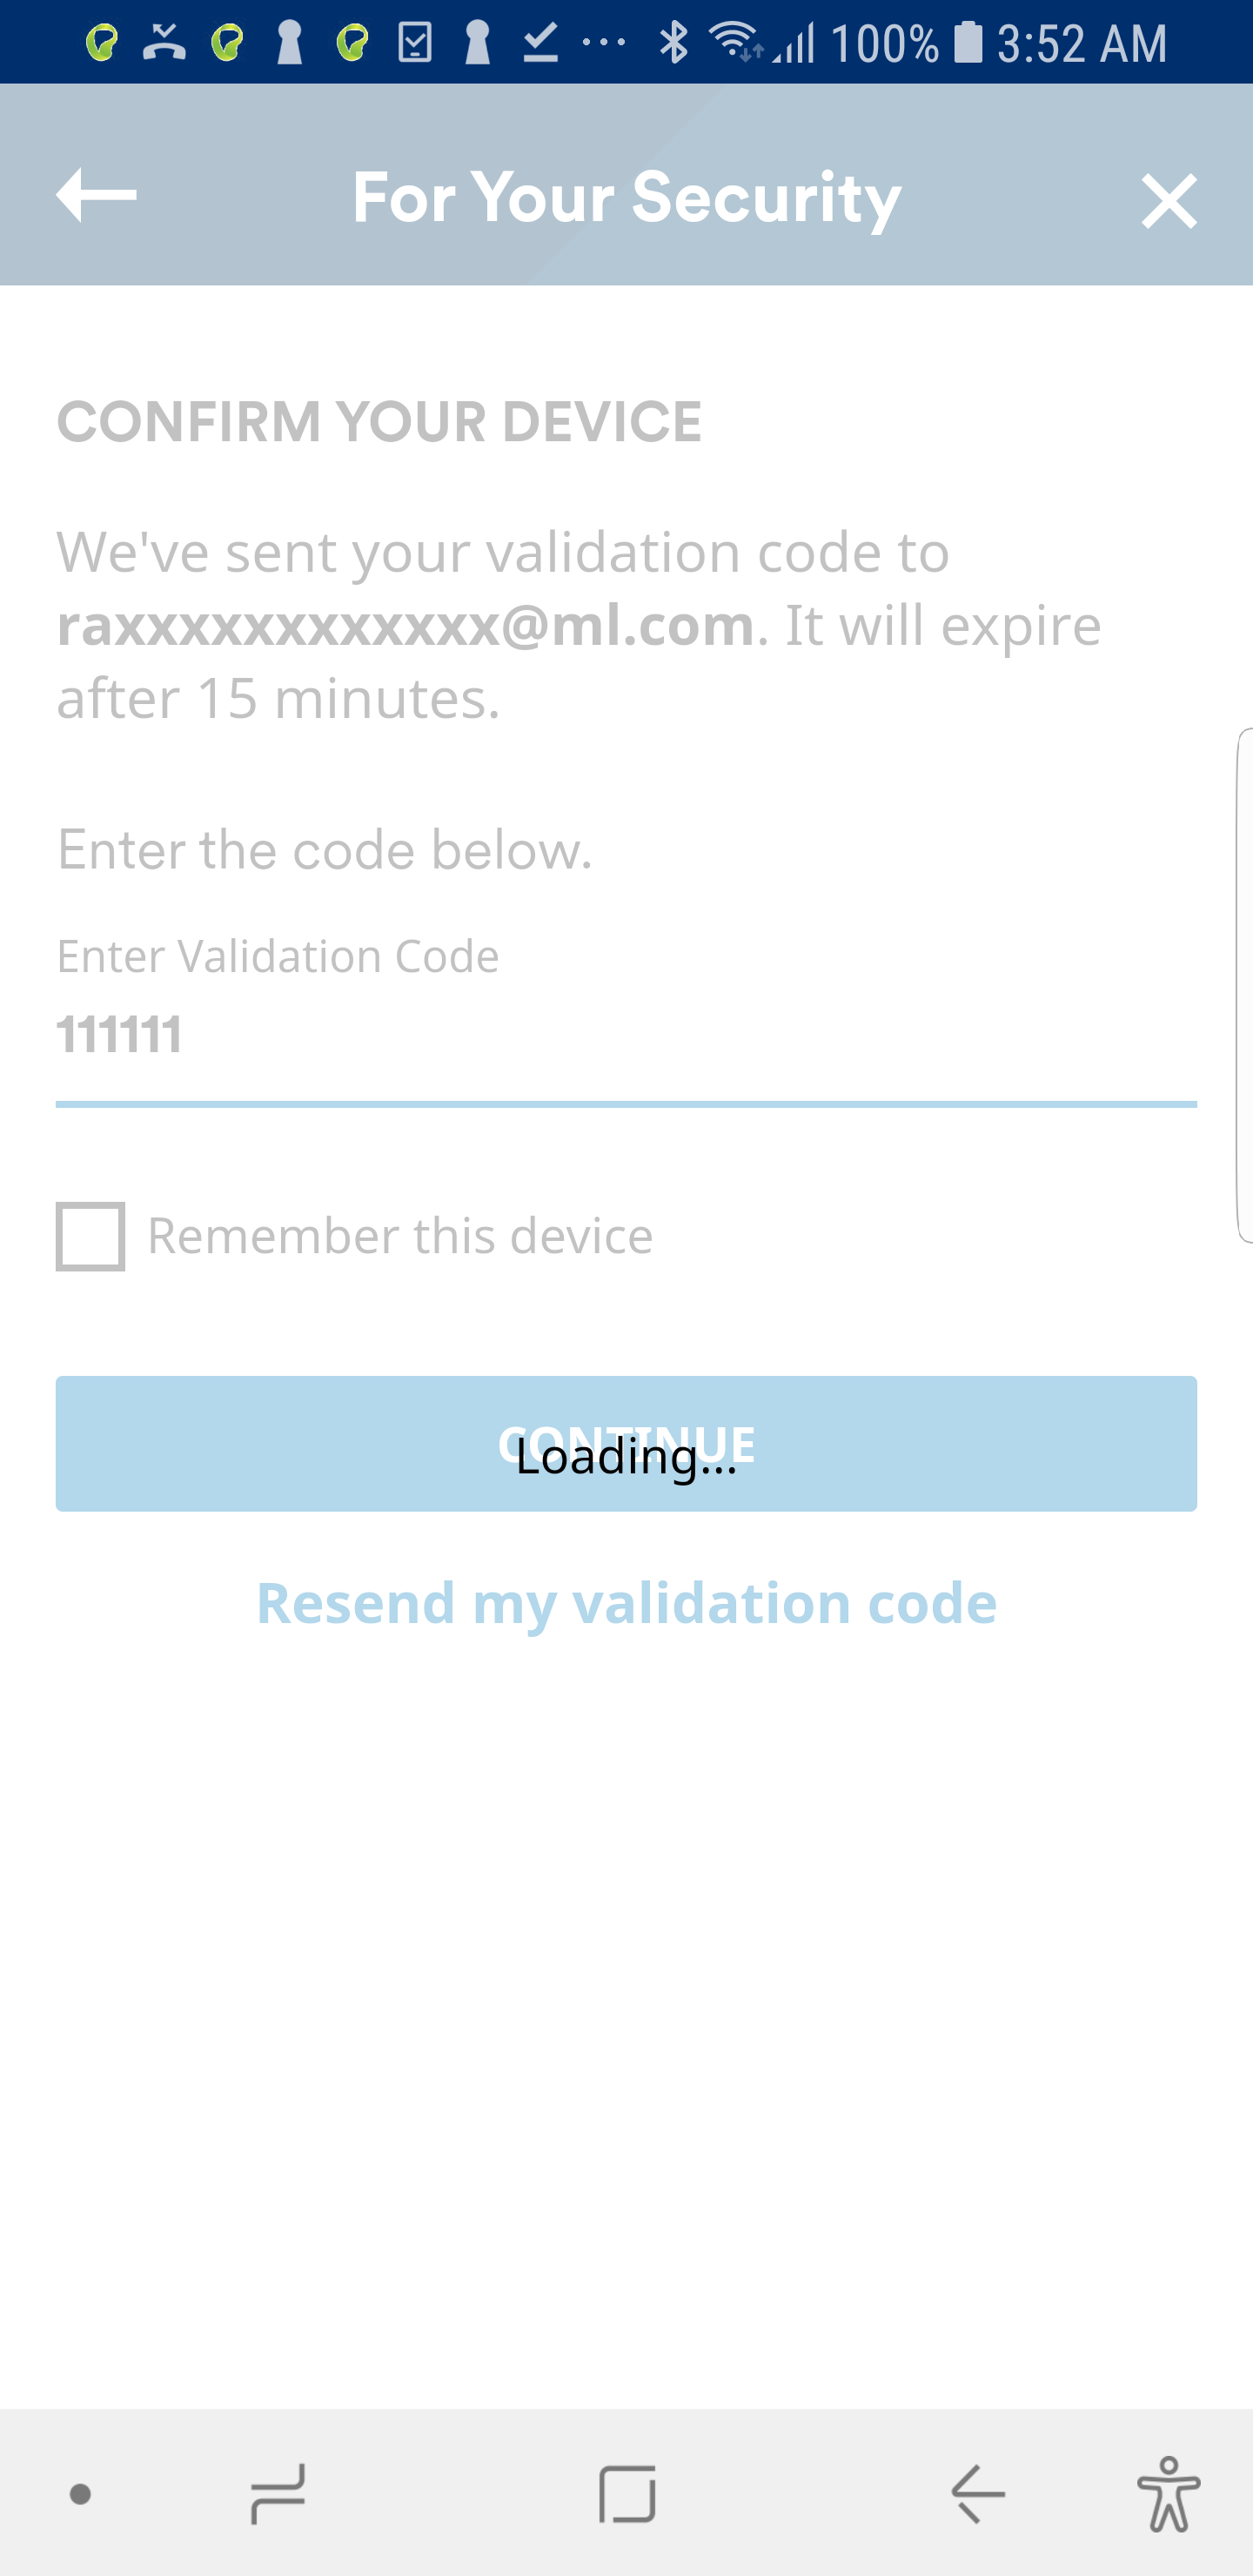 100% 3:52 AM
For Your Security
CONFIRM YOUR DEVICE
We've sent your validation code to
raxxxxxxxxxxxx@ml.com. It will expire
after 15 minutes.
Enter the code below.
Enter Validation Code
111111
Remember this device
CONTINUE
Loading...
Resend my validation code